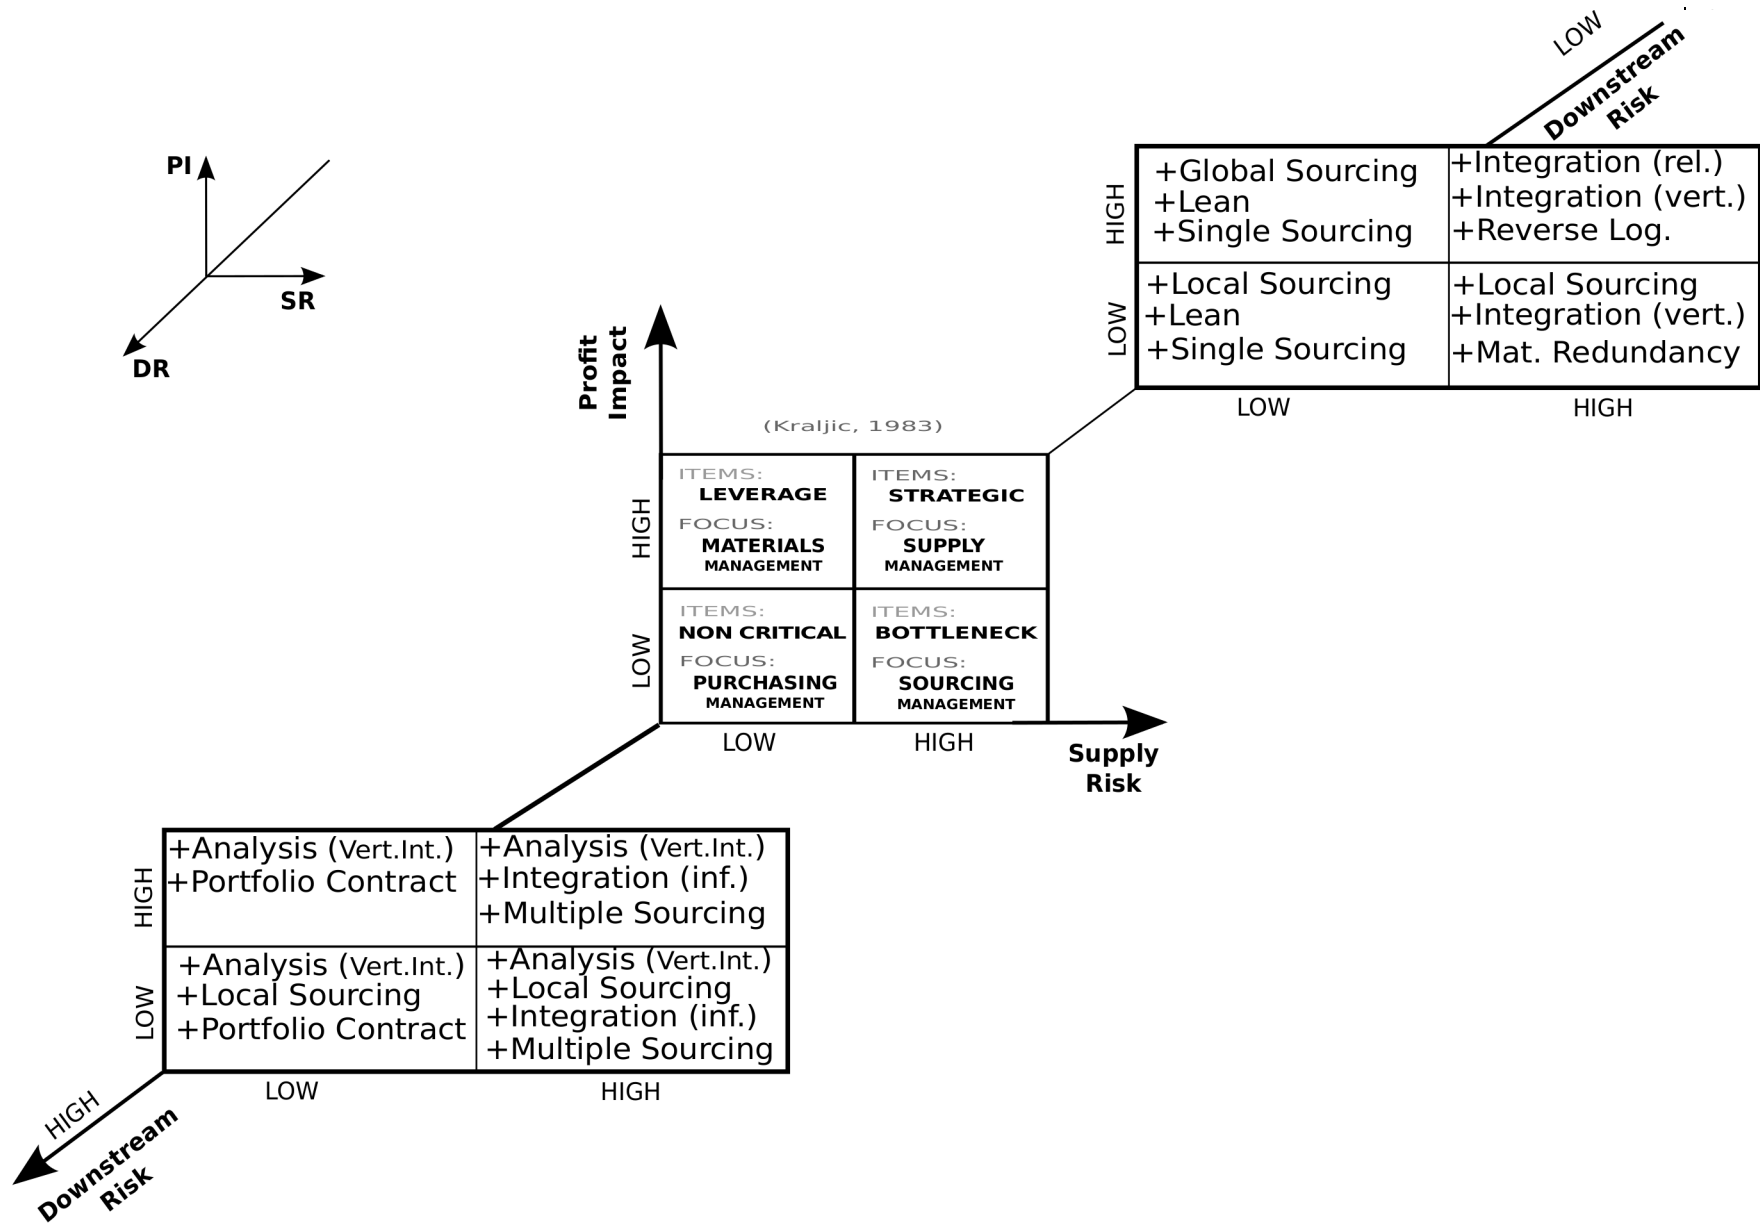 LOW
Downstream
Risk
PI
SR
DR
HIGH
+Global Sourcing
+Lean
+Single Sourcing
+Integration (rel.)
+Integration (vert.)
+Reverse Log.
LOW
+Local Sourcing
+Lean
+Single Sourcing
+Local Sourcing
+Integration (vert.)
+Mat. Redundancy
LOW
HIGH
Profit
Impact
(Kraljic, 1983)
HIGH
ITEMS:
LEVERAGE
FOCUS:
MATERIALS
MANAGEMENT
ITEMS:
STRATEGIC
FOCUS:
SUPPLY
MANAGEMENT
LOW
ITEMS:
NON CRITICAL
FOCUS:
PURCHASING
MANAGEMENT
ITEMS:
BOTTLENECK
FOCUS:
SOURCING
MANAGEMENT
LOW
HIGH
Supply
Risk
HIGH
+Analysis (Vert.Int.)
+Portfolio Contract
+Analysis (Vert.Int.)
+Integration (inf.)
+Multiple Sourcing
LOW
+Analysis (Vert.Int.)
+Local Sourcing
+Portfolio Contract
+Analysis (Vert.Int.)
+Local Sourcing
+Integration (inf.)
+Multiple Sourcing
LOW
HIGH
HIGH
Downstream
Risk